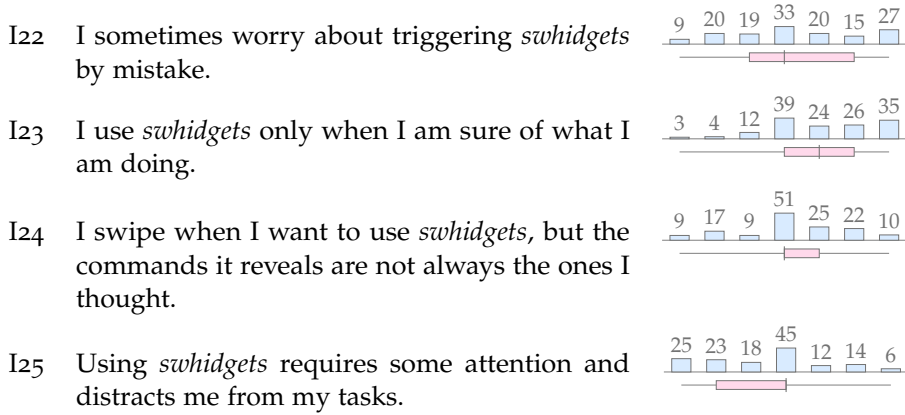 9 20 19 33 20 15 27
I22 I sometimes worry about triggering swhidgets
by mistake.
3 4 12 39 24 26 35
I23 I use swhidgets only when I am sure of what I
am doing.
9 17 9 51 25 22 10
I24 I swipe when I want to use swhidgets, but the
commands it reveals are not always the ones I
thought.
25 23 18 45 12 14 6
I25 Using swhidgets requires some attention and
distracts me from my tasks.